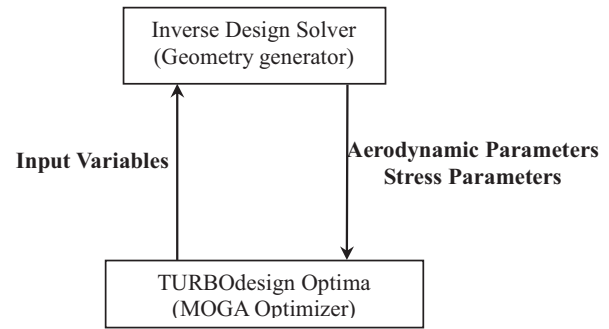 Inverse Design Solver
(Geometry generator)
Input Variables
Aerodynamic Parameters
Stress Parameters
TURBOdesign Optima
(MOGA Optimizer)